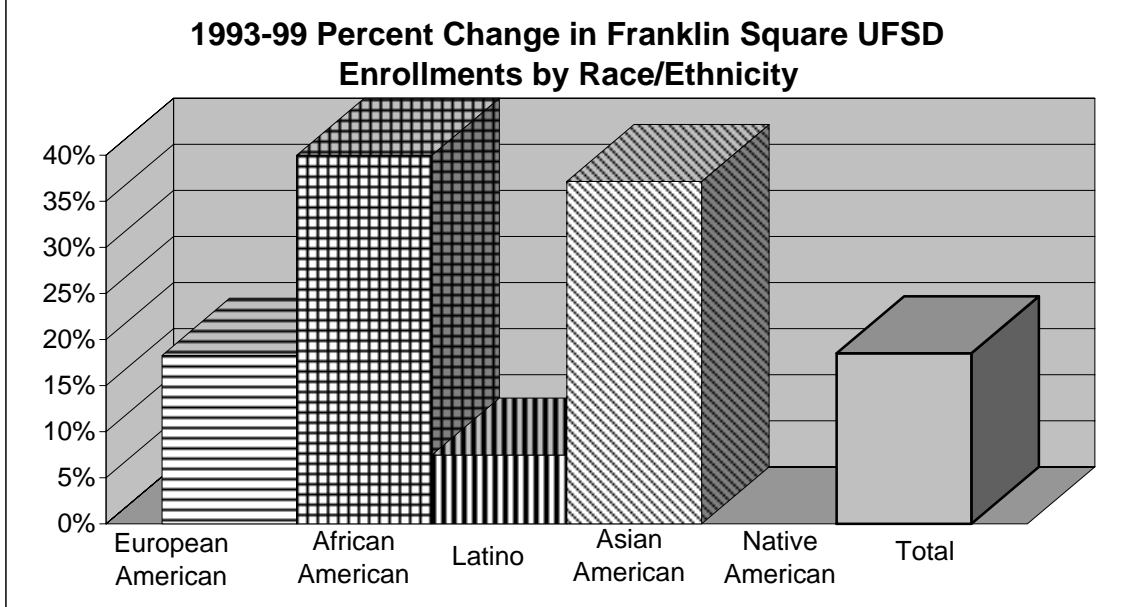 1993-99 Percent Change in Franklin Square UFSD
Enrollments by Race/Ethnicity
40%
35%
30%
25%
20%
15%
10%
5%
0%
European
American
African
American
Latino
Asian
American
Native
American
Total